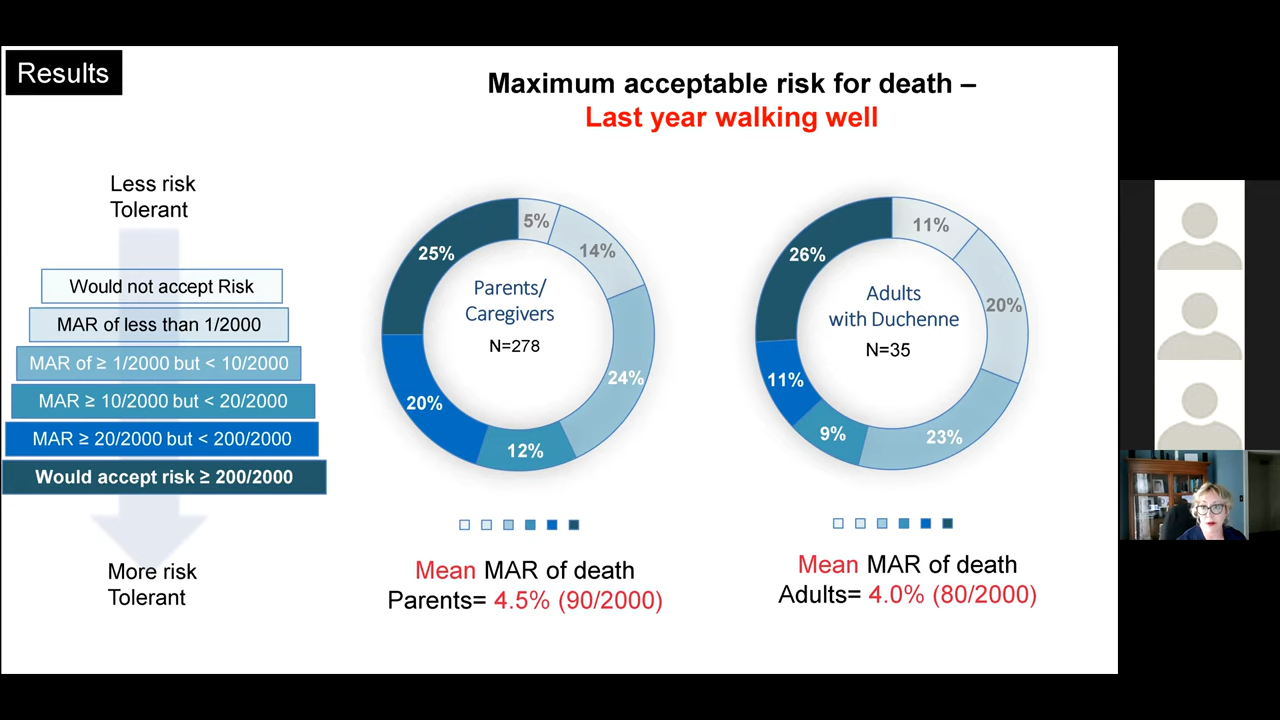 Results
Maximum acceptable risk for death –
Last year walking well
Less risk
Tolerant
Would not accept Risk
MAR of less than 1/2000
MAR of ≥ 1/2000 but < 10/2000
MAR ≥ 10/2000 but < 20/2000
MAR ≥ 20/2000 but < 200/2000
Would accept risk ≥ 200/2000
More risk
Tolerant
5%
14%
24%
12%
20%
25%
Parents/
Caregivers
N=278
Mean MAR of death
Parents= 4.5% (90/2000)
11%
20%
23%
9%
11%
26%
Adults
with Duchenne
N=35
Mean MAR of death
Adults= 4.0% (80/2000)